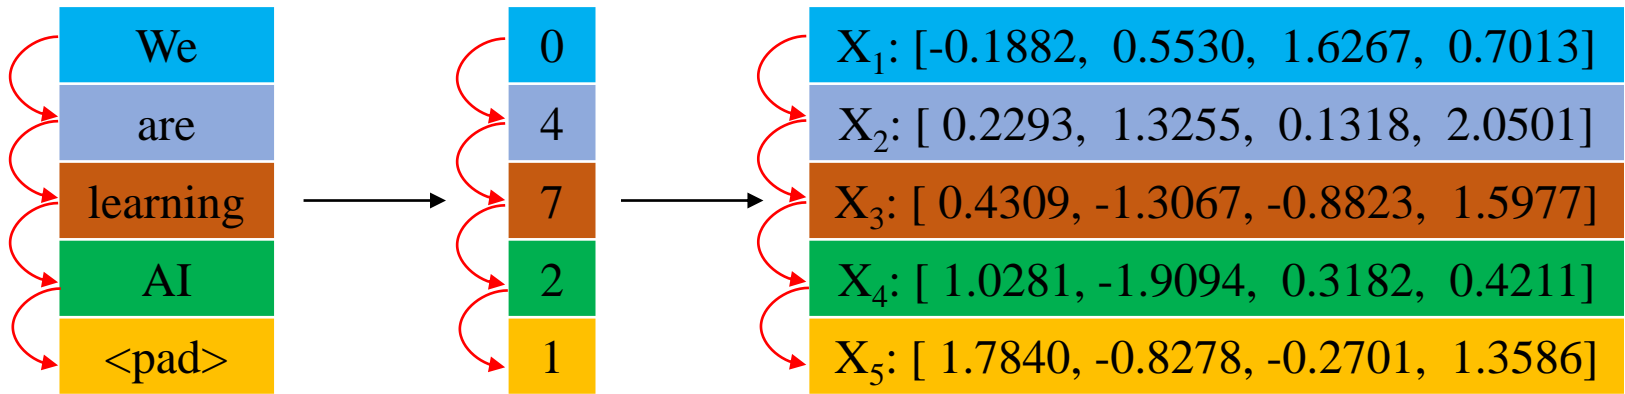 We 0 X₁: [-0.1882, 0.5530, 1.6267, 0.7013]
are 4 X₂: [ 0.2293, 1.3255, 0.1318, 2.0501]
learning 7 X₃: [ 0.4309, -1.3067, -0.8823, 1.5977]
AI 2 X₄: [ 1.0281, -1.9094, 0.3182, 0.4211]
<pad> 1 X₅: [ 1.7840, -0.8278, -0.2701, 1.3586]